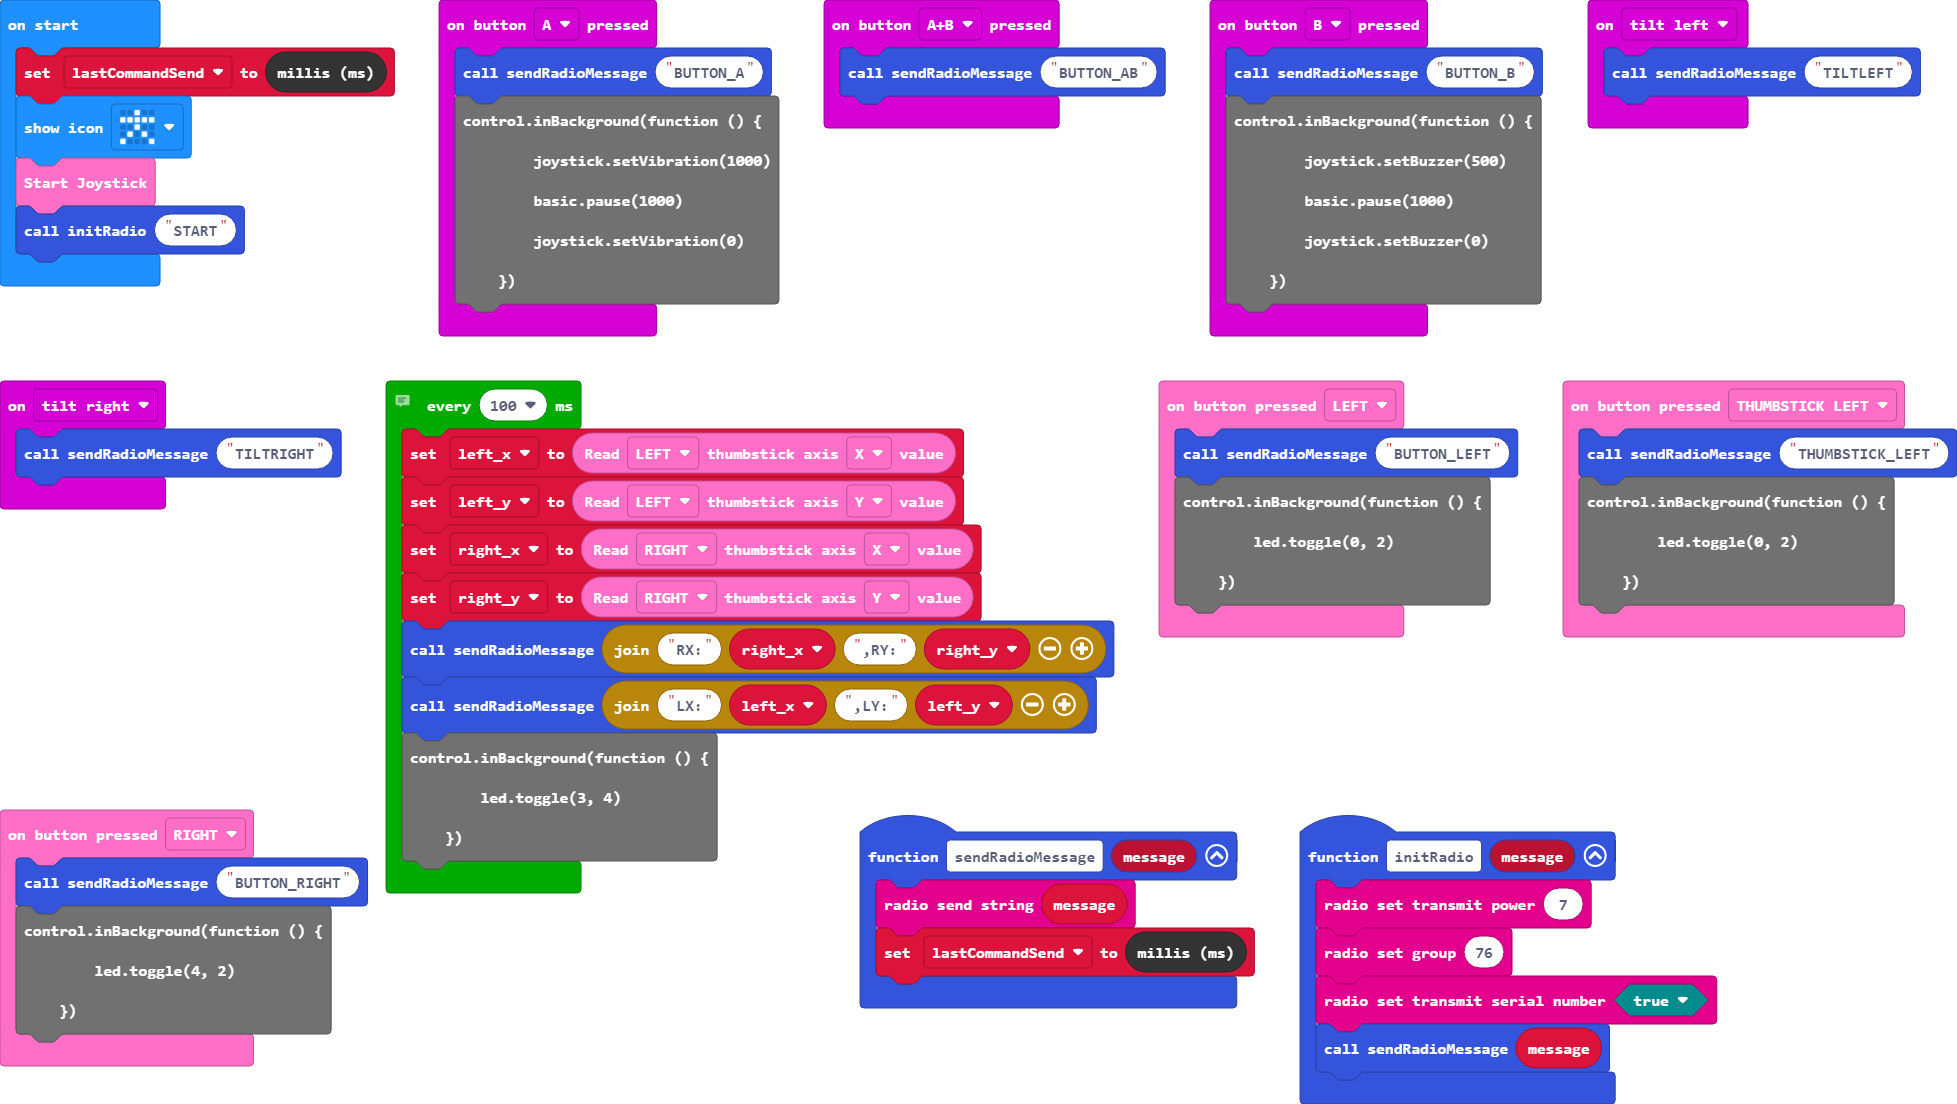 on start
set lastCommandSend to millis (ms)
show icon
Start Joystick
call initRadio "START"
on button A pressed
call sendRadioMessage "BUTTON_A"
control.inBackground(function () {
joystick.setVibration(1000)
basic.pause(1000)
joystick.setVibration(0)
})
on button A+B pressed
call sendRadioMessage "BUTTON_AB"
on button B pressed
call sendRadioMessage "BUTTON_B"
control.inBackground(function () {
joystick.setBuzzer(500)
basic.pause(1000)
joystick.setBuzzer(0)
})
on tilt left
call sendRadioMessage "TILTLEFT"
on tilt right
call sendRadioMessage "TILTRIGHT"
every 100 ms
set left_x to Read LEFT thumbstick axis X value
set left_y to Read LEFT thumbstick axis Y value
set right_x to Read RIGHT thumbstick axis X value
set right_y to Read RIGHT thumbstick axis Y value
call sendRadioMessage join "RX:" right_x ",RY:" right_y
call sendRadioMessage join "LX:" left_x ",LY:" left_y
control.inBackground(function () {
led.toggle(3, 4)
})
on button pressed LEFT
call sendRadioMessage "BUTTON_LEFT"
control.inBackground(function () {
led.toggle(0, 2)
})
on button pressed THUMBSTICK LEFT
call sendRadioMessage "THUMBSTICK_LEFT"
control.inBackground(function () {
led.toggle(0, 2)
})
on button pressed RIGHT
call sendRadioMessage "BUTTON_RIGHT"
control.inBackground(function () {
led.toggle(4, 2)
})
function sendRadioMessage message
radio send string message
set lastCommandSend to millis (ms)
function initRadio message
radio set transmit power 7
radio set group 76
radio set transmit serial number true
call sendRadioMessage message